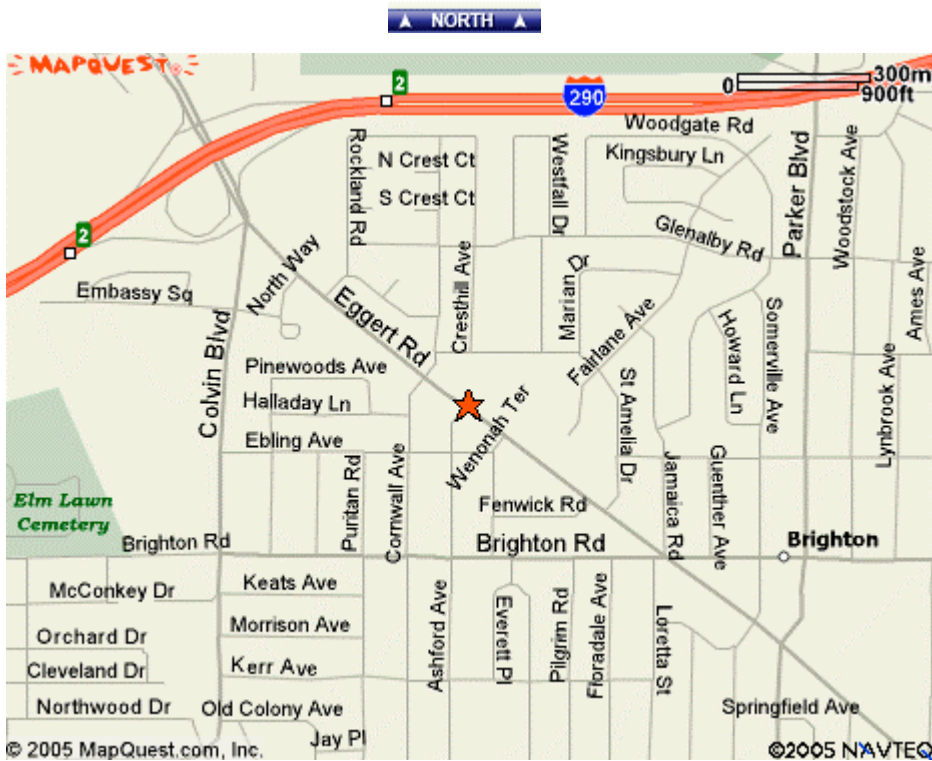 NORTH
MAPQUEST
2
290
0
300m
900ft
Woodgate Rd
Kingsbury Ln
N Crest Ct
S Crest Ct
Rockland Rd
Westfall Dr
Parker Blvd
Woodstock Ave
Glenalby Rd
2
North Way
Embassy Sq
Eggert Rd
Cresthill Ave
Marian Dr
Fairlane Ave
Howard Ln
Somerville Ave
Ames Ave
Colvin Blvd
Pinewoods Ave
Halladay Ln
Ebling Ave
Wenonah Ter
St Amelia Dr
Lynbrook Ave
Elm Lawn
Cemetery
Puritan Rd
Cornwall Ave
Fenwick Rd
Jamaica Rd
Guenther Ave
Brighton Rd
Brighton Rd
Brighton
McConkey Dr
Keats Ave
Orchard Dr
Morrison Ave
Cleveland Dr
Kerr Ave
Ashford Ave
Everett Pl
Pilgrim Rd
Floradale Ave
Loretta St
Northwood Dr
Old Colony Ave
Springfield Ave
Jay Pl
© 2005 MapQuest.com, Inc.
©2005 NAVTEQ